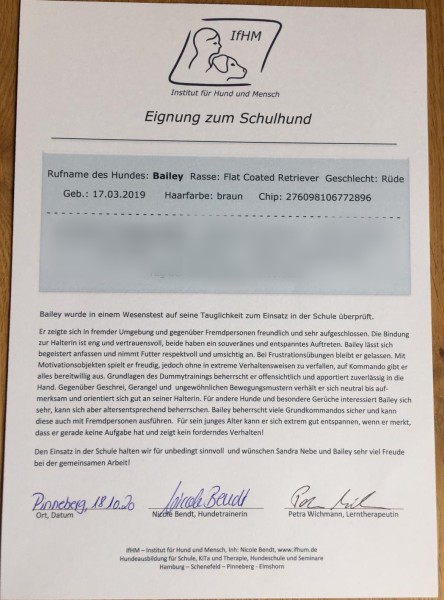 IfHM
Institut für Hund und Mensch
Eignung zum Schulhund
Rufname des Hundes: Bailey Rasse: Flat Coated Retriever Geschlecht: Rüde
Geb.: 17.03.2019 Haarfarbe: braun Chip: 276098106772896
Bailey wurde in einem Wesenstest auf seine Tauglichkeit zum Einsatz in der Schule überprüft.
Er zeigte sich in fremder Umgebung und gegenüber Fremdpersonen freundlich und sehr aufgeschlossen. Die Bindung
zur Halterin ist eng und vertrauensvoll, beide haben ein souveränes und entspanntes Auftreten. Bailey lässt sich
begeistert anfassen und nimmt Futter respektvoll und umsichtig an. Bei Frustrationsübungen bleibt er gelassen. Mit
Motivationsobjekten spielt er freudig, jedoch ohne in extreme Verhaltensweisen zu verfallen, auf Kommando gibt er
alles bereitwillig aus. Grundlagen des Dummytrainings beherrscht er offensichtlich und apportiert zuverlässig in die
Hand. Gegenüber Geschrei, Gerangel und ungewöhnlichen Bewegungsmustern verhält er sich neutral bis auf-
merksam und orientiert sich gut an seiner Halterin. Für andere Hunde und besondere Gerüche interessiert Bailey sich
sehr, kann sich aber altersentsprechend beherrschen. Bailey beherrscht viele Grundkommandos sicher und kann
diese auch mit Fremdpersonen ausführen. Für sein junges Alter kann er sich extrem gut entspannen, wenn er merkt,
dass er gerade keine Aufgabe hat und zeigt kein forderndes Verhalten!
Den Einsatz in der Schule halten wir für unbedingt sinnvoll und wünschen Sandra Nebe und Bailey sehr viel Freude
bei der gemeinsamen Arbeit!
Pinneberg, 18.10.20 Nicole Bendt
Ort, Datum Nicole Bendt, Hundetrainerin Petra Wichmann, Lerntherapeutin
IfHM – Institut für Hund und Mensch, Inh: Nicole Bendt, www.ifhum.de
Hundeausbildung für Schule, KiTa und Therapie, Hundeschule und Seminare
Hamburg – Schenefeld – Pinneberg - Elmshorn